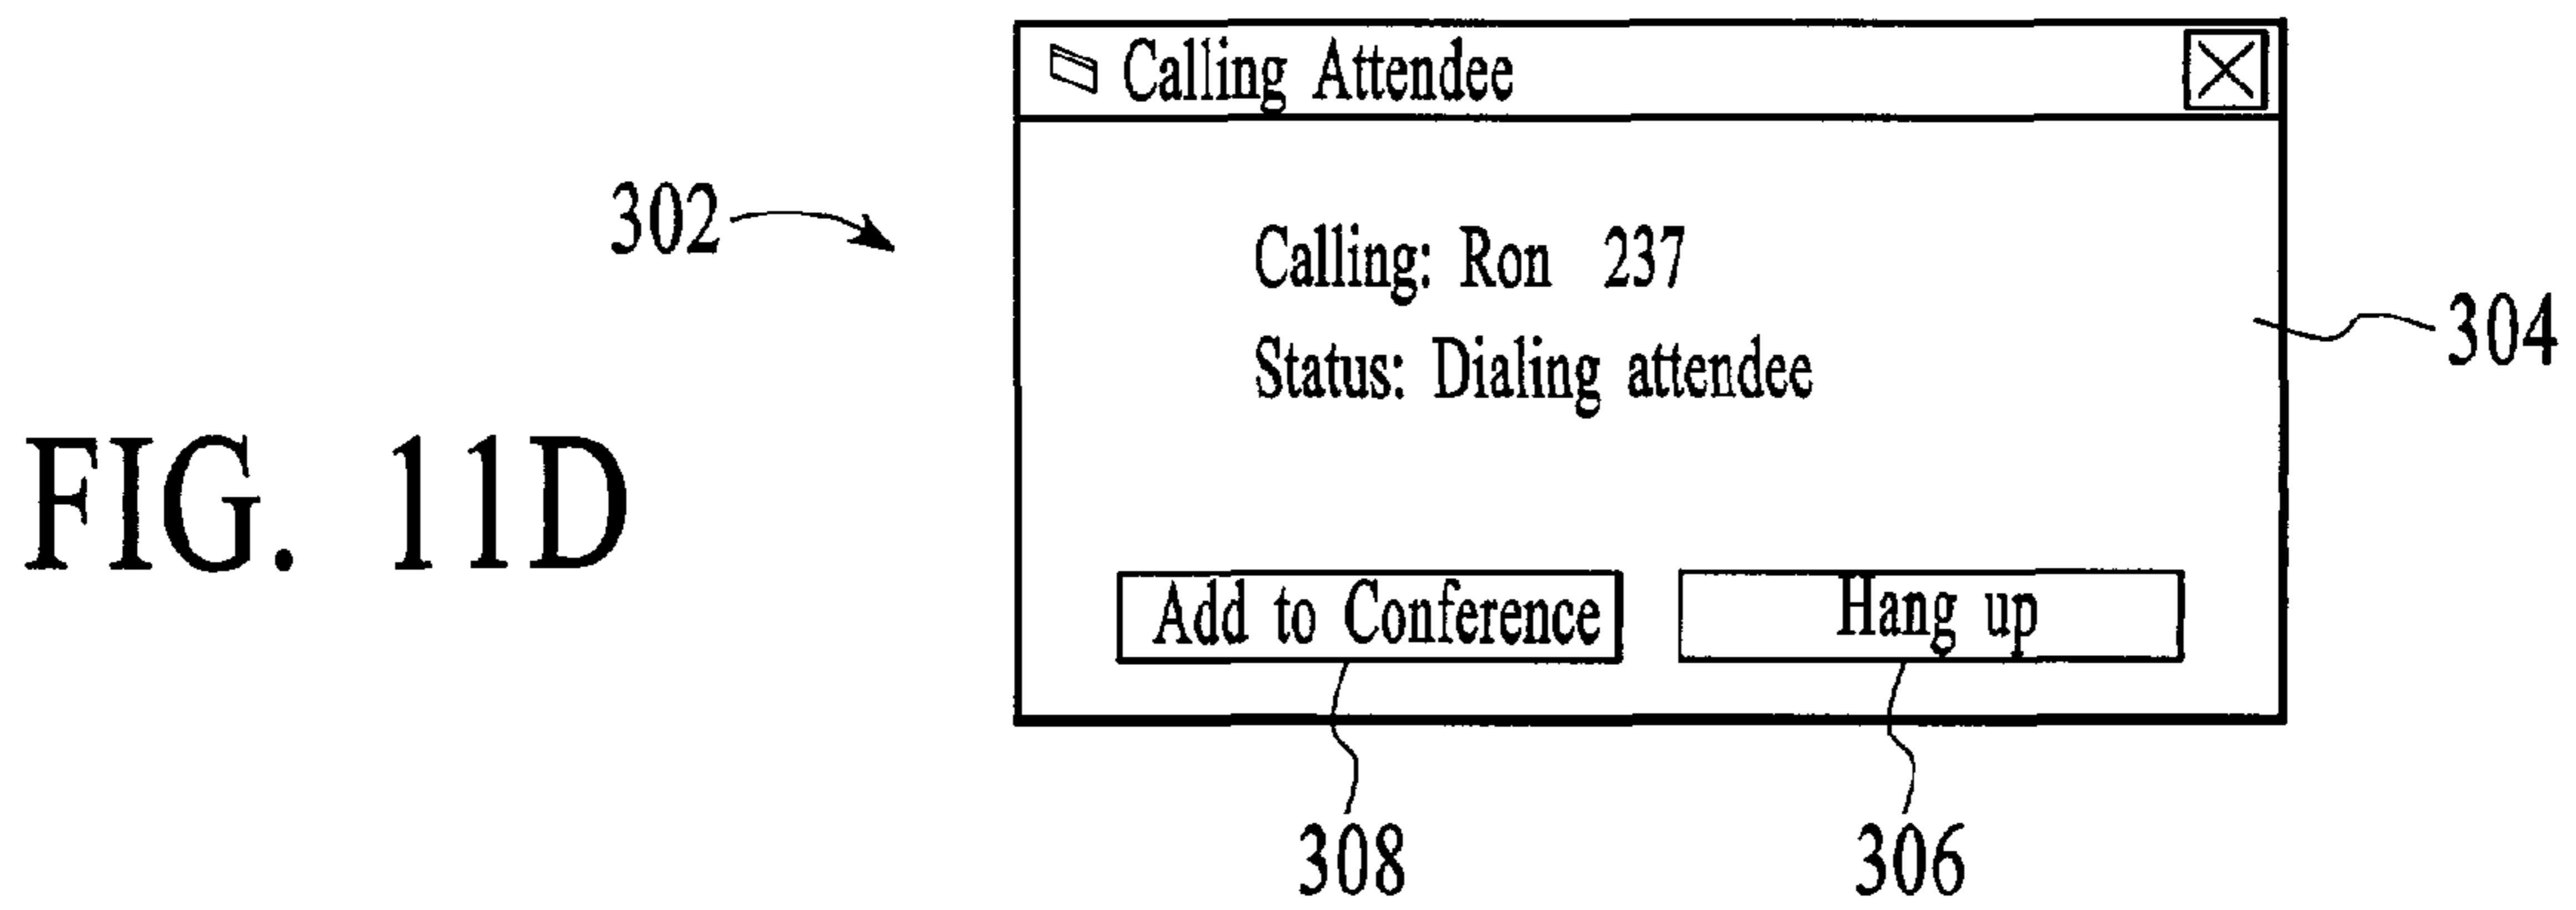 Calling Attendee
302
Calling: Ron 237
304
Status: Dialing attendee
FIG. 11D
Add to Conference
Hang up
308
306